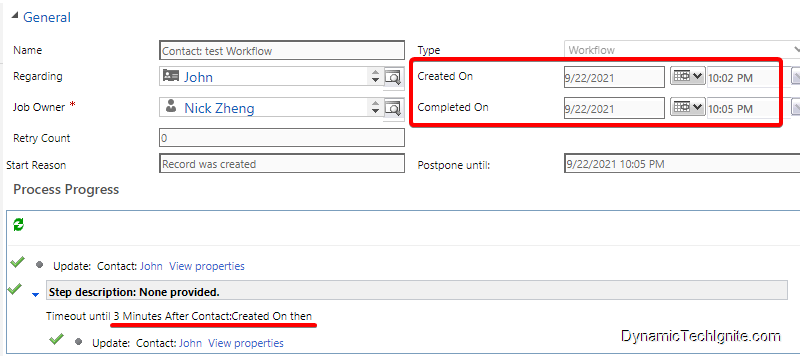 General
Name Contact: test Workflow Type Workflow
Regarding John Created On 9/22/2021 10:02 PM
Job Owner * Nick Zheng Completed On 9/22/2021 10:05 PM
Retry Count 0
Start Reason Record was created Postpone until: 9/22/2021 10:05 PM
Process Progress
Update: Contact: John View properties
Step description: None provided.
Timeout until 3 Minutes After Contact:Created On then
Update: Contact: John View properties
DynamicTechIgnite.com